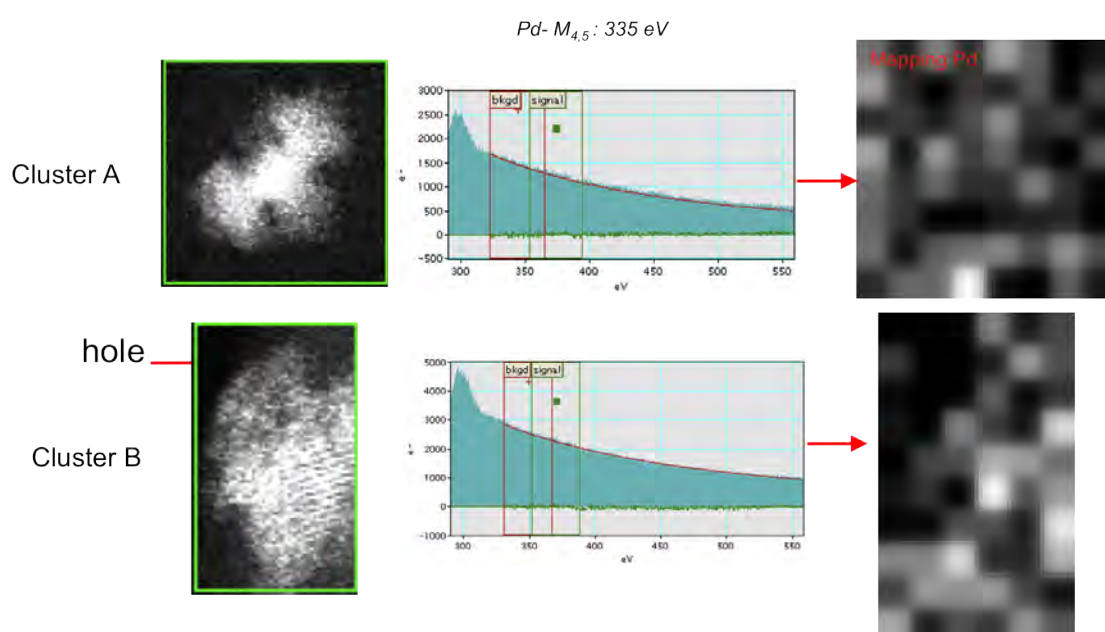 Pd- M4,5 : 335 eV
Mapping Pd
Cluster A
3000
2500
2000
1500
1000
500
0
-500
bkgd
signal
e-
300
350
400
450
500
550
eV
hole
Cluster B
5000
4000
3000
2000
1000
0
-1000
bkgd
signal
e-
300
350
400
450
500
550
eV